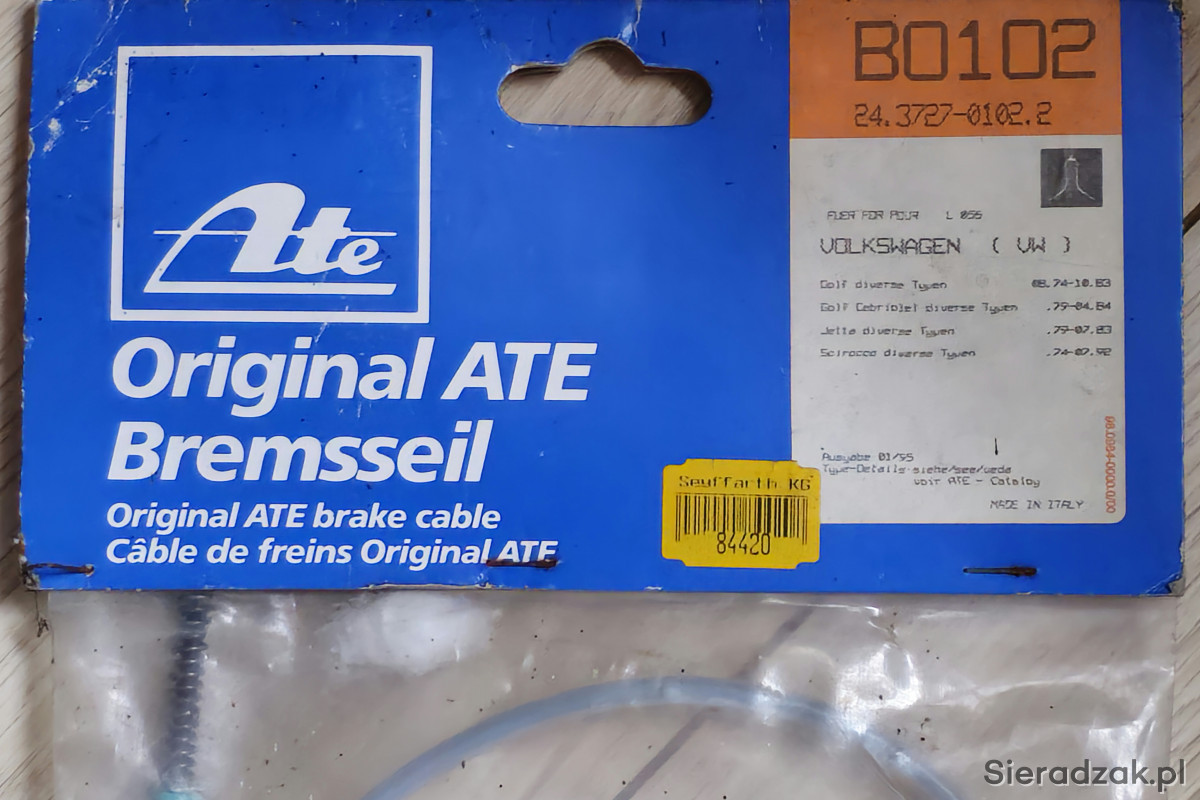 Ate
Original ATE
Bremsseil
Original ATE brake cable
Câble de freins Original ATE
Seyffarth KG
84420
B0102
24.3727-0102.2
FUER FOR POUR L 055
VOLKSWAGEN ( VW )
Golf diverse Typen 08.74-10.83
Golf Cabriolet diverse Typen .79-04.84
Jetta diverse Typen .79-07.83
Scirocco diverse Typen .74-07.92
Ausgabe 01/95
Type-Details siehe/see/veda
voir ATE - Catalog
MADE IN ITALY
Sieradzak.pl